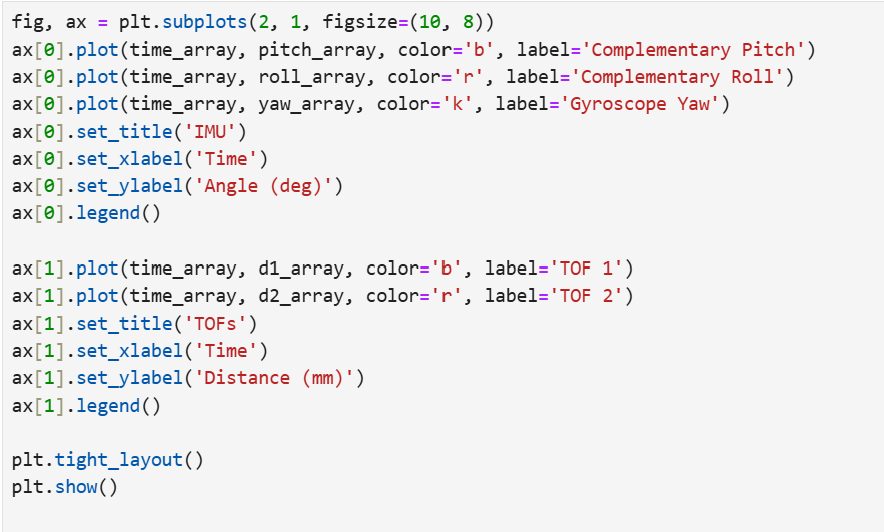 fig, ax = plt.subplots(2, 1, figsize=(10, 8))
ax[0].plot(time_array, pitch_array, color='b', label='Complementary Pitch')
ax[0].plot(time_array, roll_array, color='r', label='Complementary Roll')
ax[0].plot(time_array, yaw_array, color='k', label='Gyroscope Yaw')
ax[0].set_title('IMU')
ax[0].set_xlabel('Time')
ax[0].set_ylabel('Angle (deg)')
ax[0].legend()

ax[1].plot(time_array, d1_array, color='b', label='TOF 1')
ax[1].plot(time_array, d2_array, color='r', label='TOF 2')
ax[1].set_title('TOFs')
ax[1].set_xlabel('Time')
ax[1].set_ylabel('Distance (mm)')
ax[1].legend()

plt.tight_layout()
plt.show()